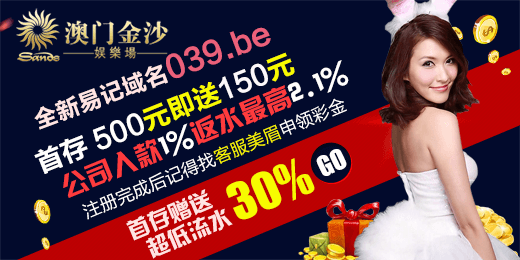 澳门金沙
娱樂場
Sands
全新易记域名039.be
首存 500元即送150元
公司入款1%返水最高2.1%
注册完成后记得找客服美眉申领彩金
首存赠送
超低流水
30%
GO